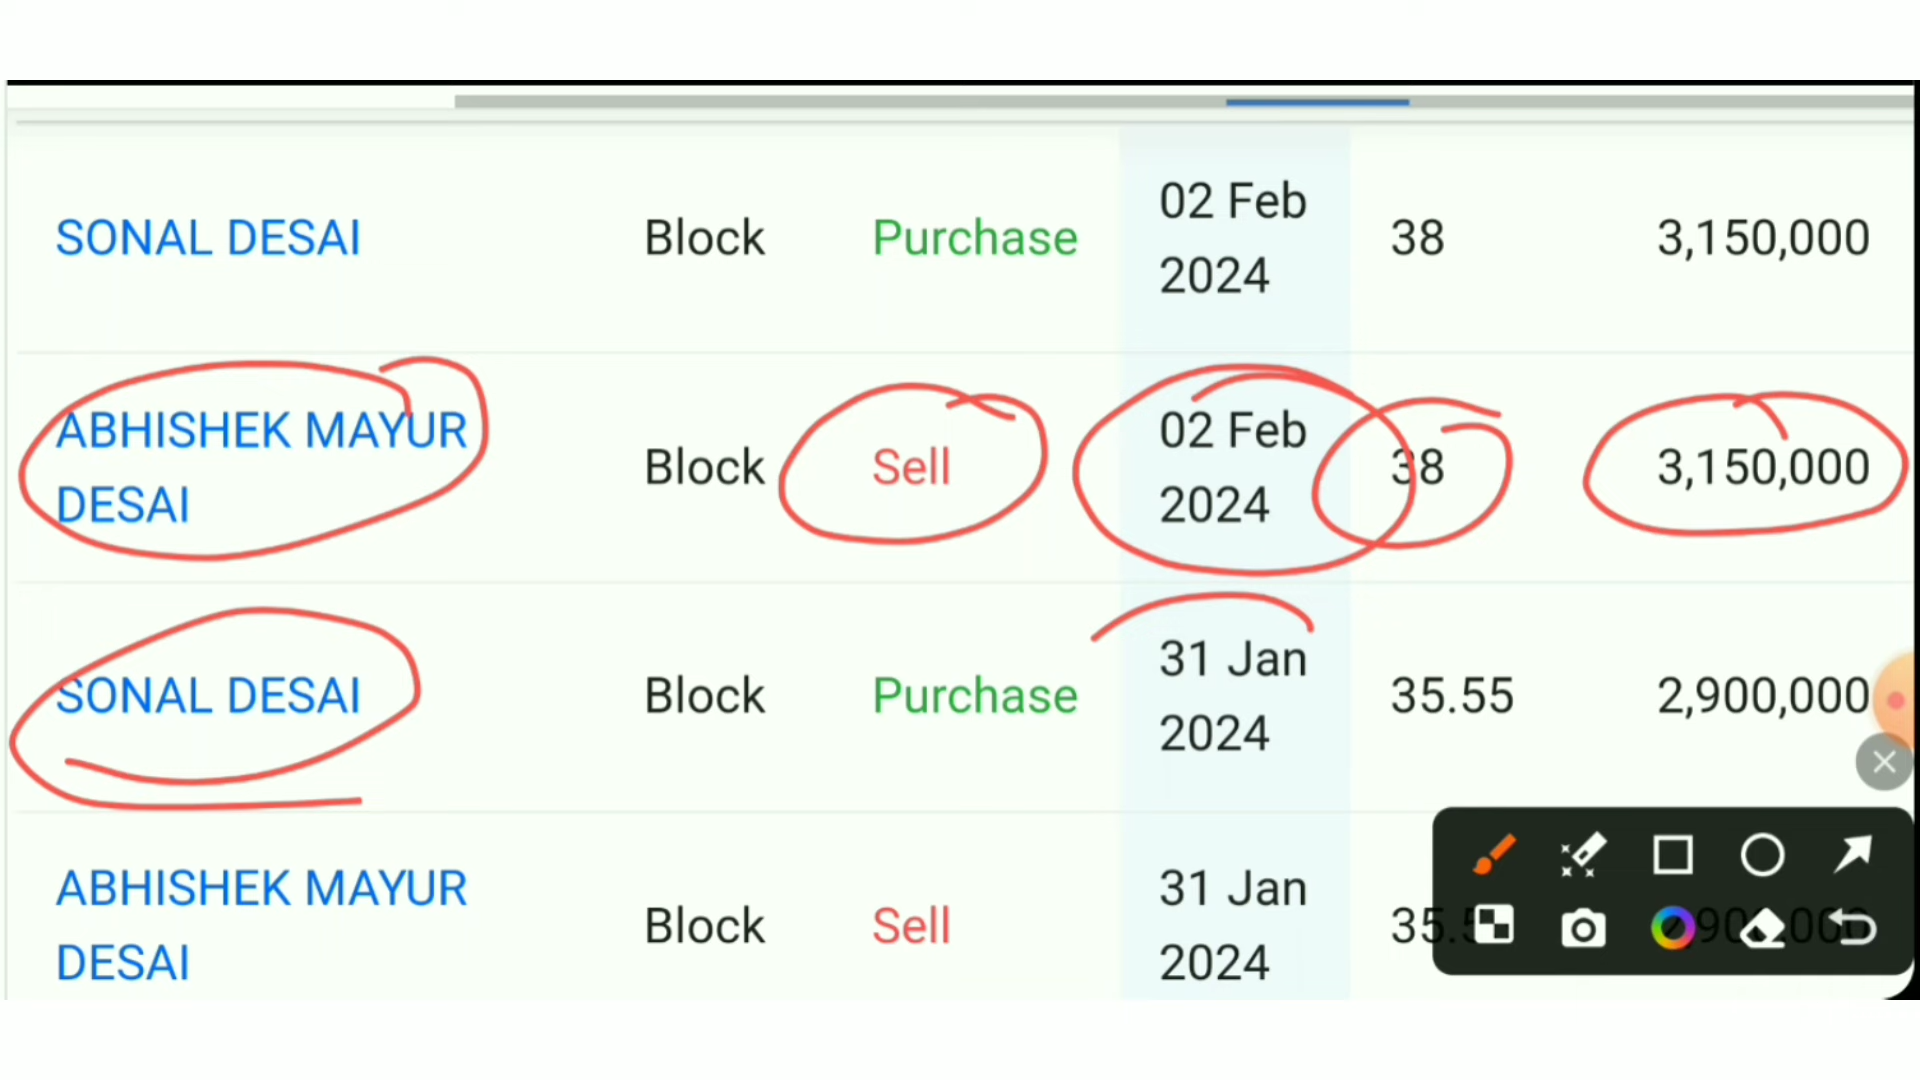 SONAL DESAI Block Purchase 02 Feb 2024 38 3,150,000
ABHISHEK MAYUR DESAI Block Sell 02 Feb 2024 38 3,150,000
SONAL DESAI Block Purchase 31 Jan 2024 35.55 2,900,000
ABHISHEK MAYUR DESAI Block Sell 31 Jan 2024